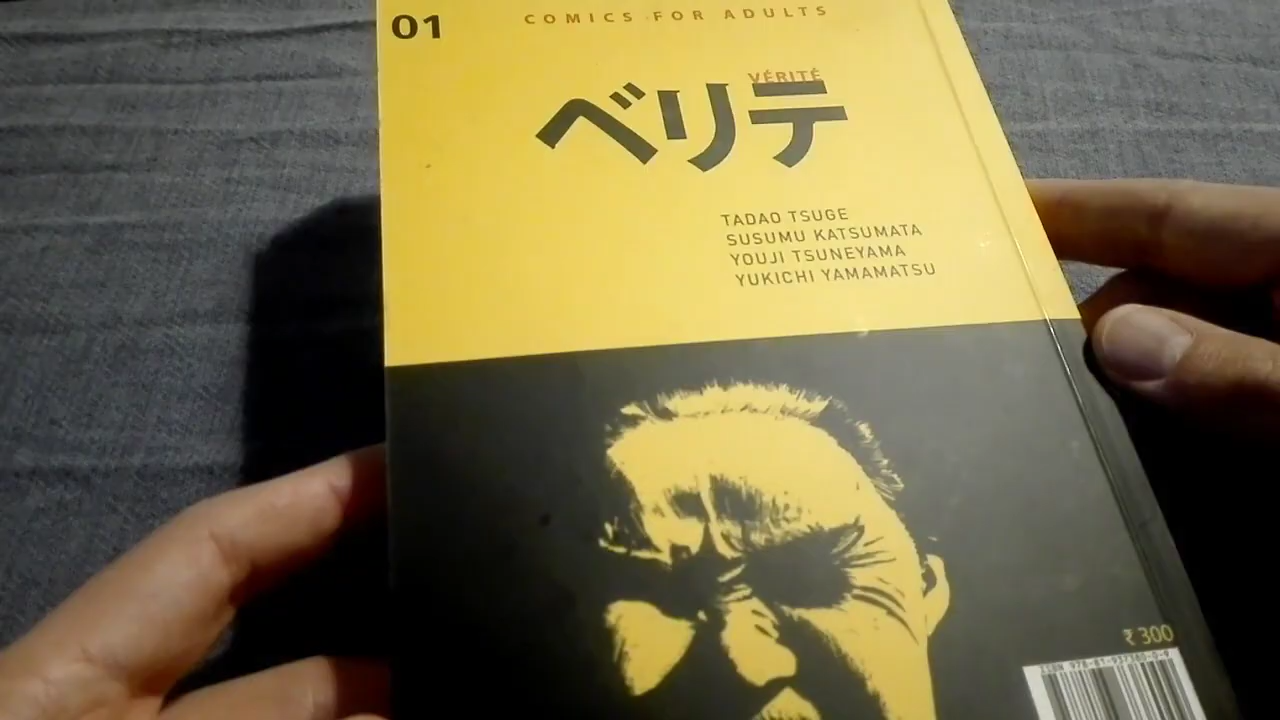 01
COMICS FOR ADULTS
VÉRITÉ
ベリテ
TADAO TSUGE
SUSUMU KATSUMATA
YOUJI TSUNEYAMA
YUKICHI YAMAMATSU
₹ 300